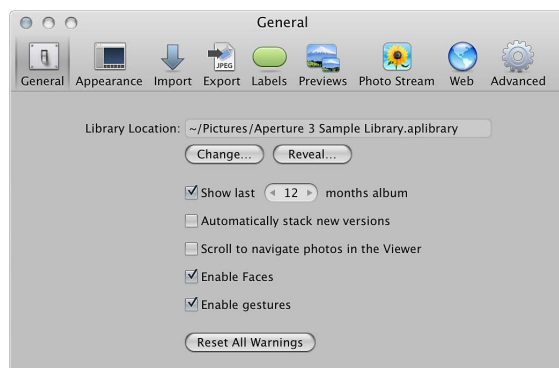 General
JPEG
General Appearance Import Export Labels Previews Photo Stream Web Advanced
Library Location: ~/Pictures/Aperture 3 Sample Library.aplibrary
Change... Reveal...
Show last 12 months album
Automatically stack new versions
Scroll to navigate photos in the Viewer
Enable Faces
Enable gestures
Reset All Warnings